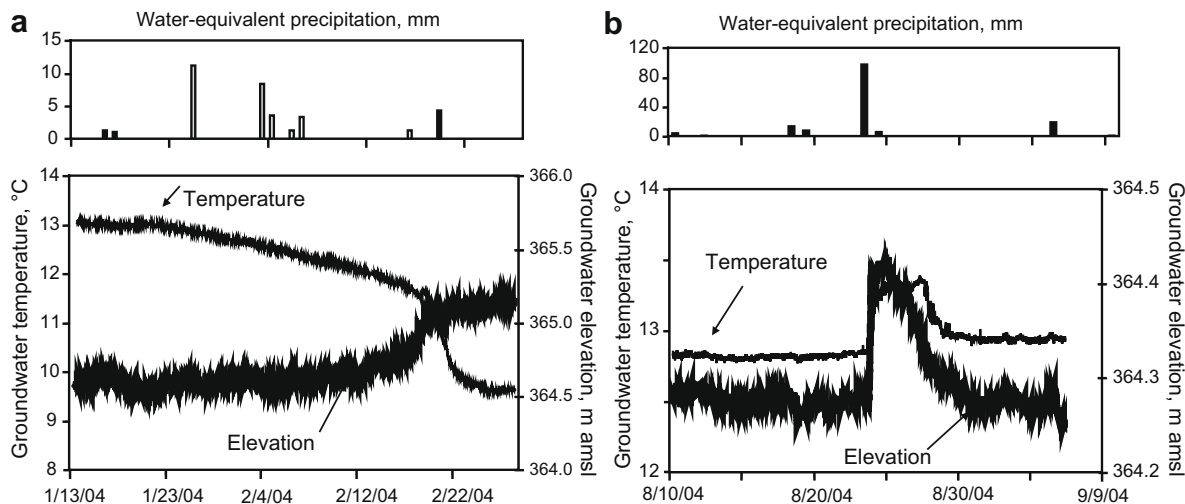 a
Water-equivalent precipitation, mm
15
10
5
0
14
13
12
11
10
9
8
Groundwater temperature, °C
Temperature
Elevation
366.0
365.5
365.0
364.5
364.0
Groundwater elevation, m amsl
1/13/04 1/23/04 2/4/04 2/12/04 2/22/04
b
Water-equivalent precipitation, mm
120
80
40
20
0
14
13
12
Groundwater temperature, °C
Temperature
Elevation
364.5
364.4
364.3
364.2
Groundwater elevation, m amsl
8/10/04 8/20/04 8/30/04 9/9/04